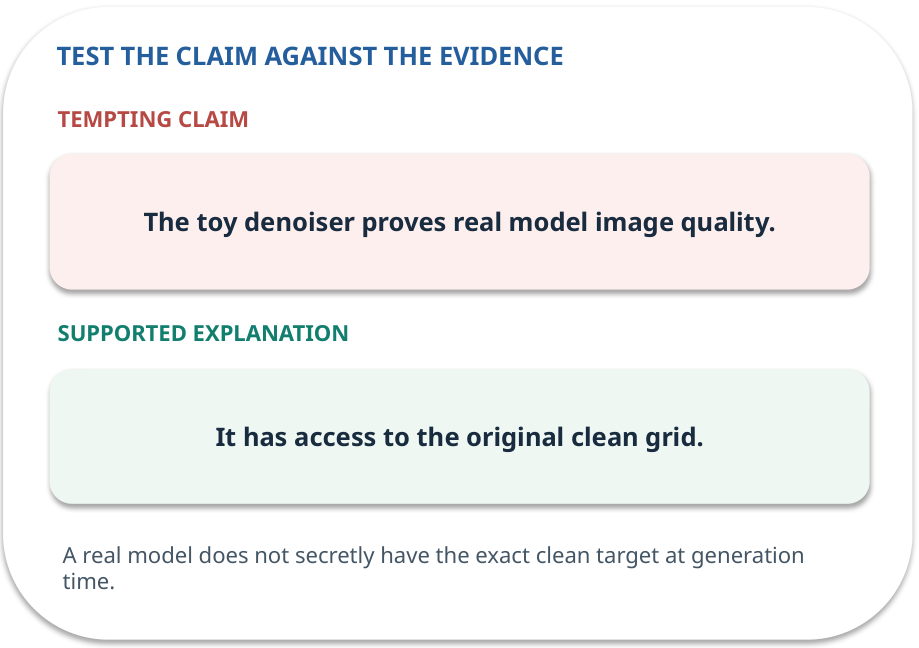 TEST THE CLAIM AGAINST THE EVIDENCE
TEMPTING CLAIM
The toy denoiser proves real model image quality.
SUPPORTED EXPLANATION
It has access to the original clean grid.
A real model does not secretly have the exact clean target at generation
time.